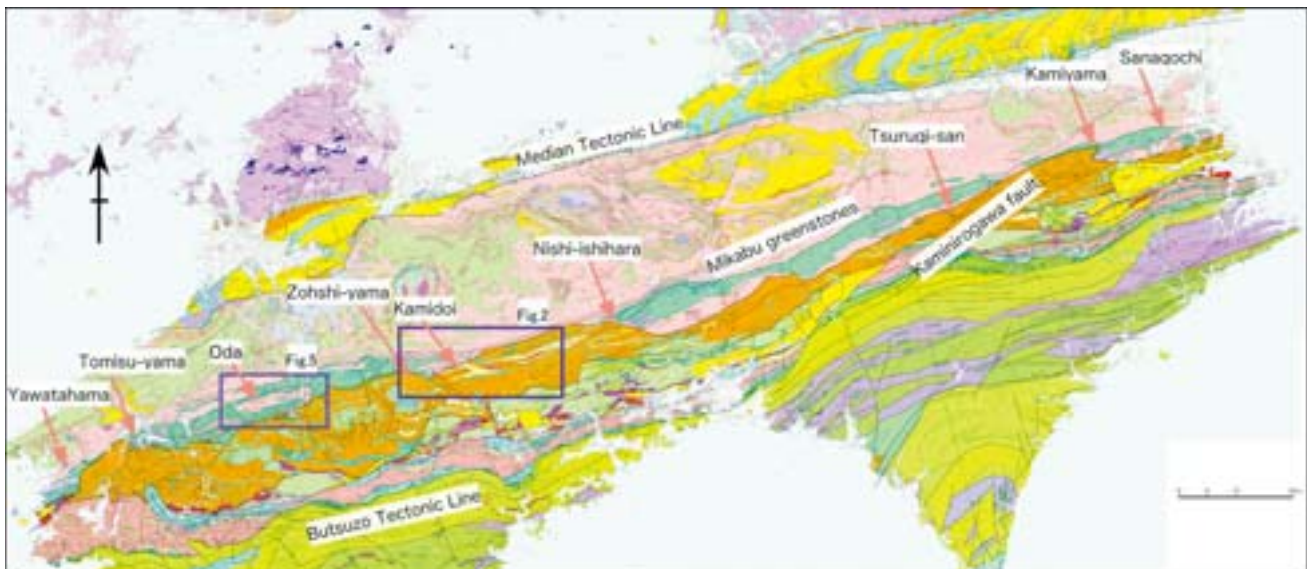 Sanagochi
Kamiyama
Median Tectonic Line
Tsurugi-san
Mikabu greenstones
Kaminirogawa fault
Nishi-ishihara
Zohshi-yama
Kamidoi
Fig.2
Oda
Fig.5
Tomisu-yama
Yawatahama
Butsuzo Tectonic Line